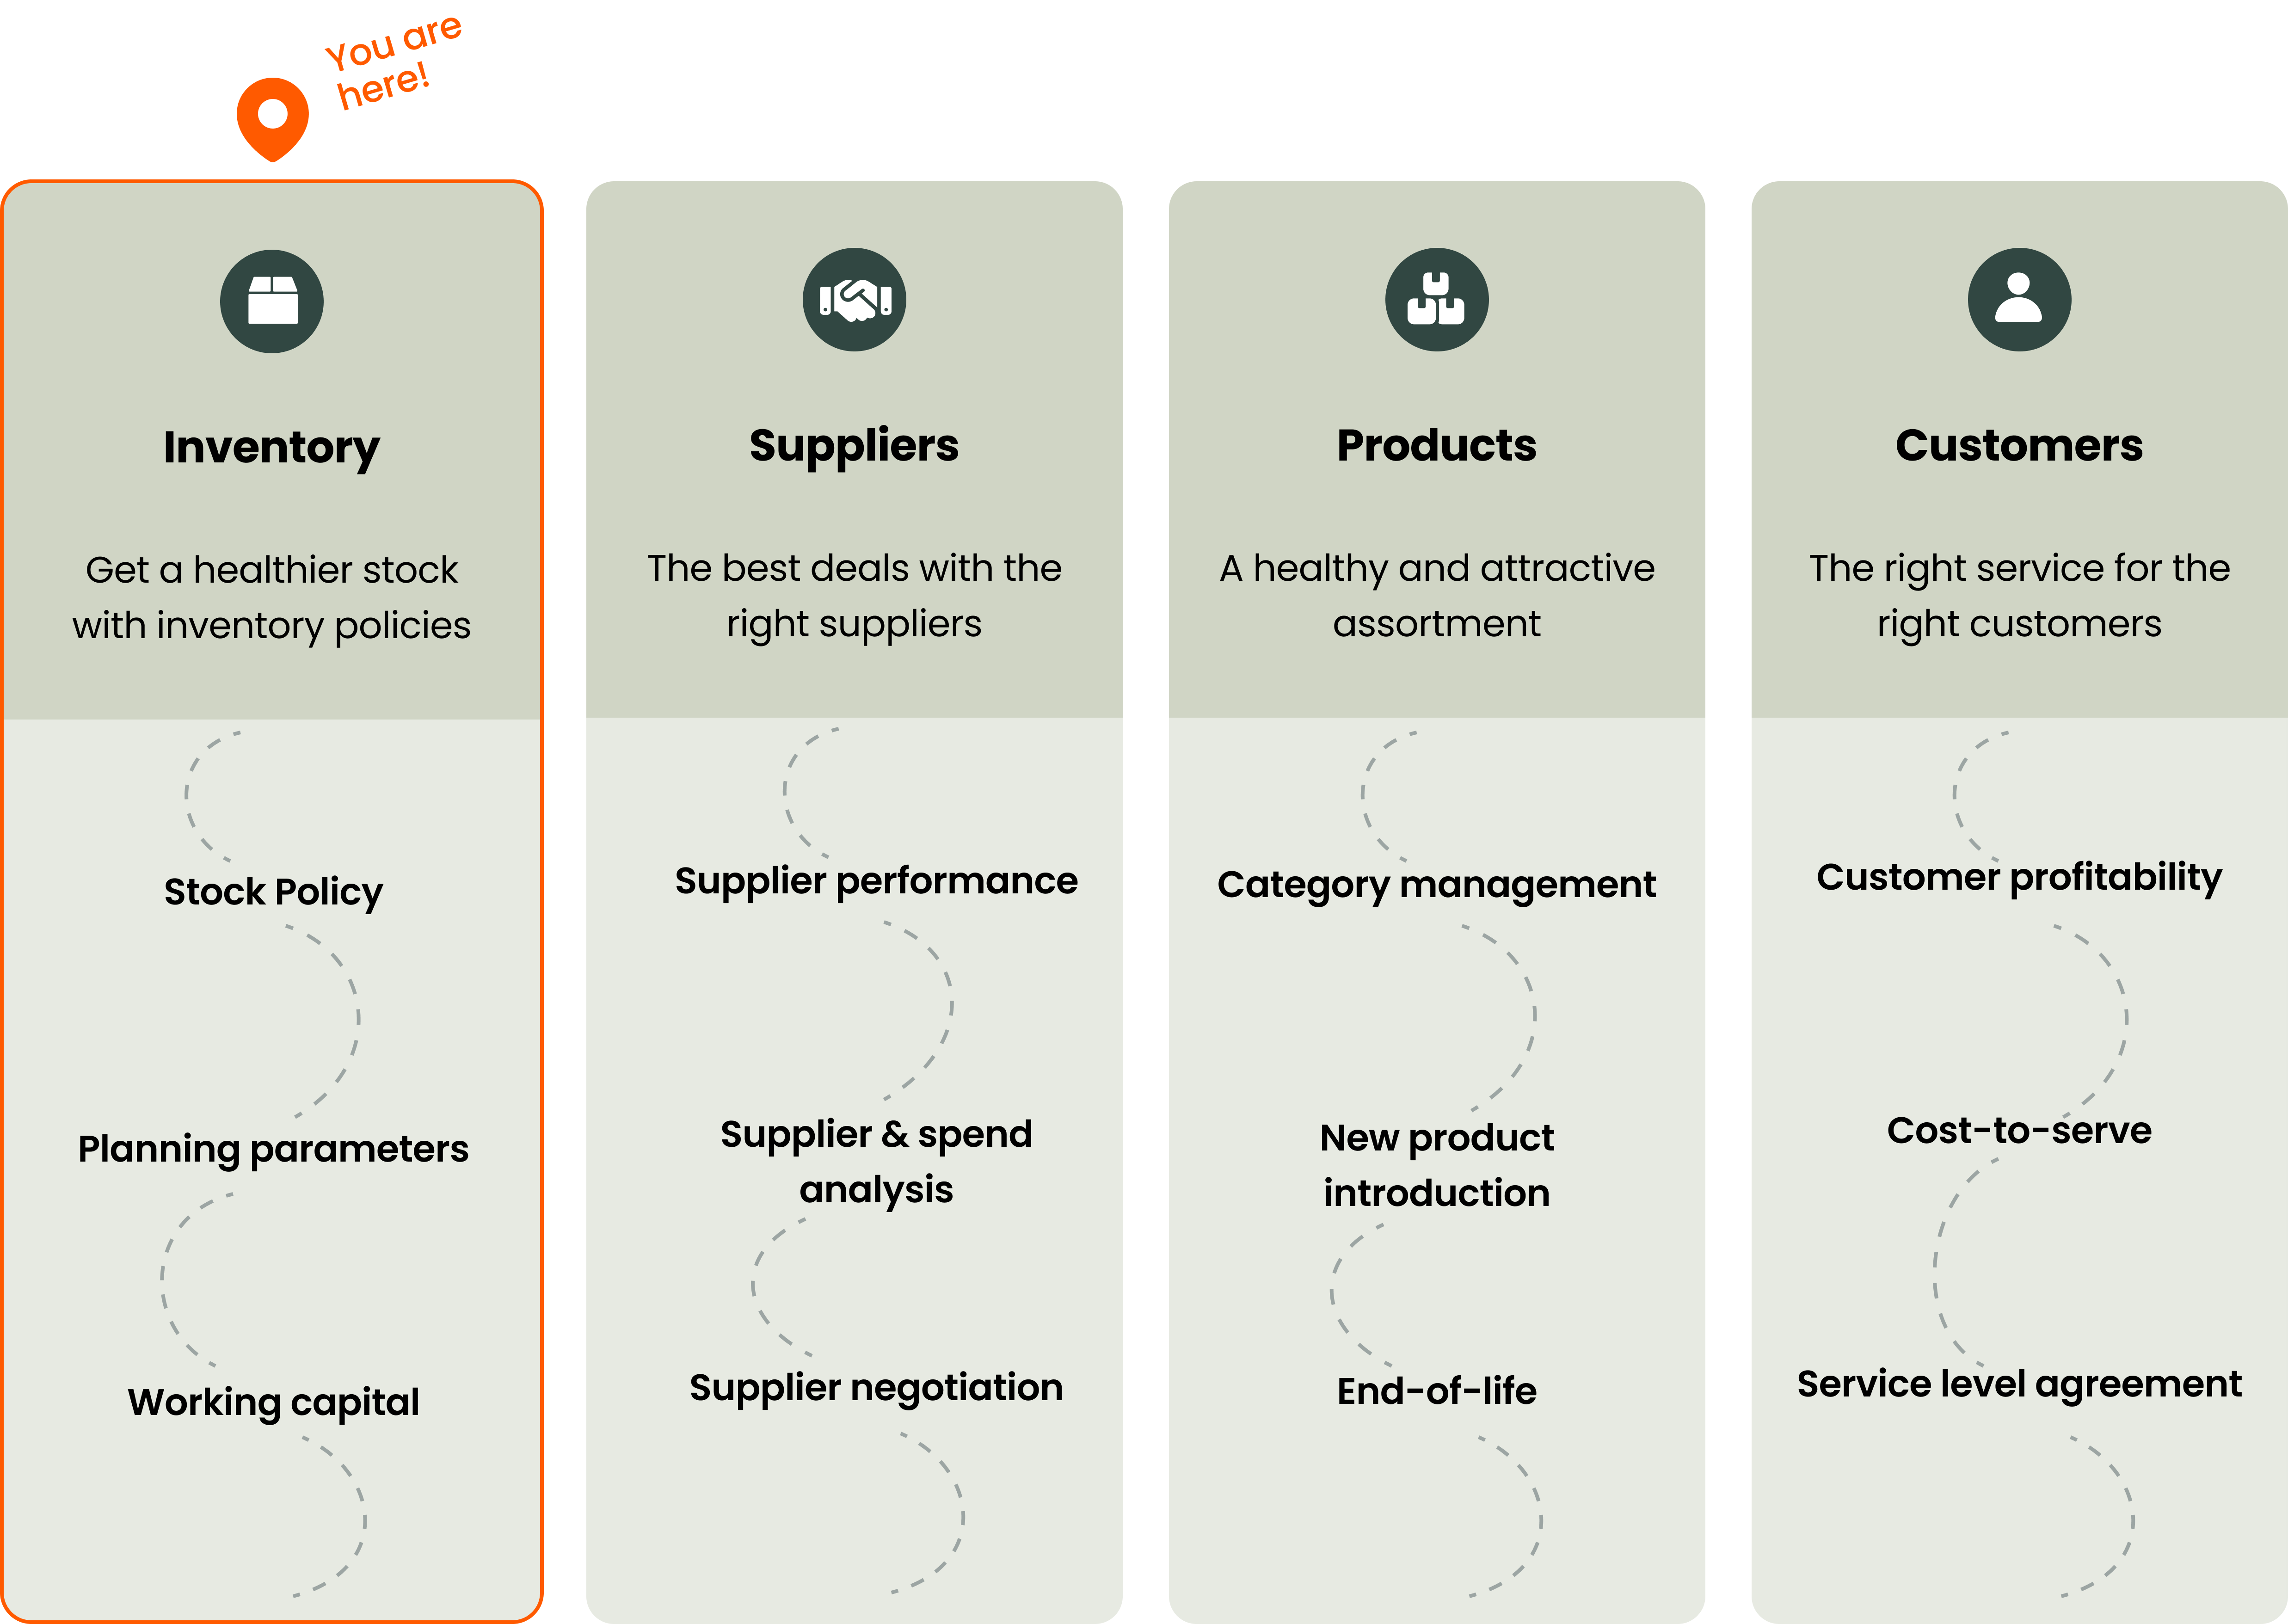 You are
here!
Inventory
Get a healthier stock
with inventory policies
Stock Policy
Planning parameters
Working capital
Suppliers
The best deals with the
right suppliers
Supplier performance
Supplier & spend
analysis
Supplier negotiation
Products
A healthy and attractive
assortment
Category management
New product
introduction
End-of-life
Customers
The right service for the
right customers
Customer profitability
Cost-to-serve
Service level agreement